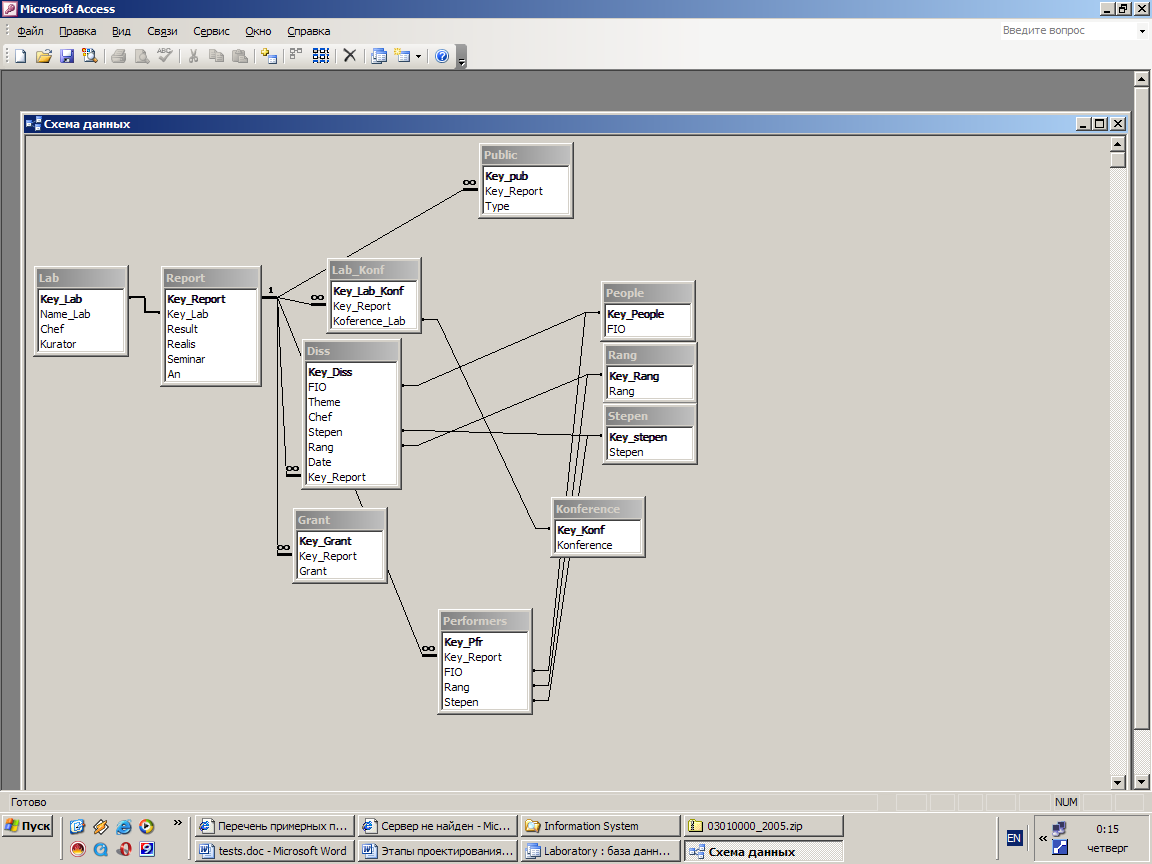 Microsoft Access
Файл Правка Вид Связи Сервис Окно Справка
Введите вопрос
Схема данных
Public
Key_pub
Key_Report
Type
Lab
Key_Lab
Name_Lab
Chef
Kurator
Report
Key_Report
Key_Lab
Result
Realis
Seminar
An
1
∞
Lab_Konf
Key_Lab_Konf
Key_Report
Koference_Lab
∞
Diss
Key_Diss
FIO
Theme
Chef
Stepen
Rang
Date
Key_Report
∞
People
Key_People
FIO
Rang
Key_Rang
Rang
Stepen
Key_stepen
Stepen
Grant
Key_Grant
Key_Report
Grant
∞
Konference
Key_Konf
Konference
Performers
Key_Pfr
Key_Report
FIO
Rang
Stepen
∞
Готово
NUM
Пуск
»
Перечень примерных п...
Сервер не найден - Mic...
Information System
03010000_2005.zip
tests.doc - Microsoft Word
Этапы проектирования...
Laboratory : база данн...
Схема данных
EN
«
0:15
четверг